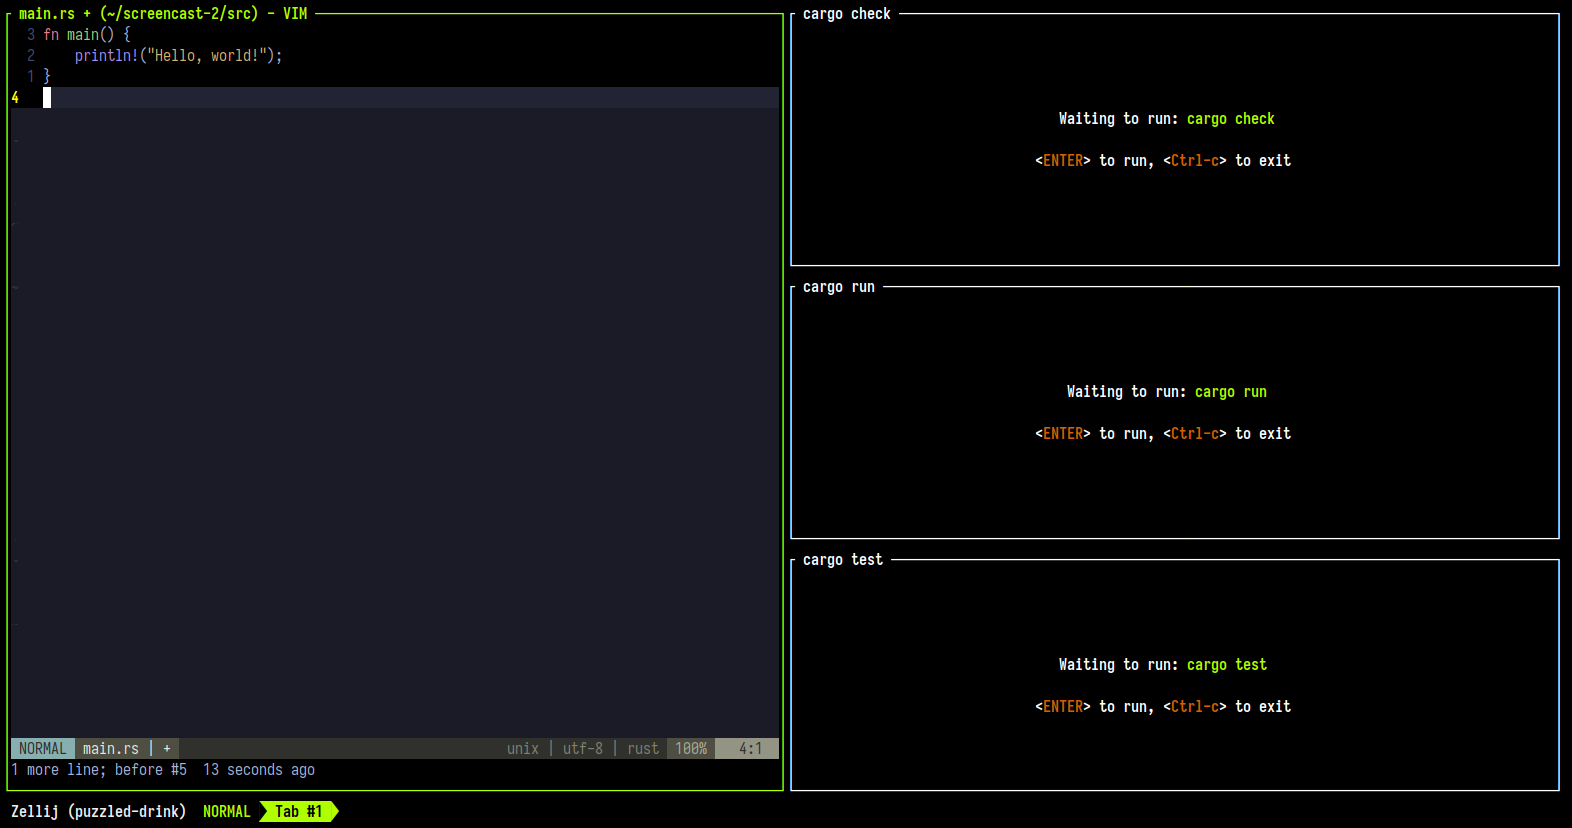 main.rs + (~/screencast-2/src) - VIM
3 fn main() {
2     println!("Hello, world!");
1 }
4
NORMAL main.rs | + unix | utf-8 | rust 100% 4:1
1 more line; before #5  13 seconds ago
cargo check
Waiting to run: cargo check
<ENTER> to run, <Ctrl-c> to exit
cargo run
Waiting to run: cargo run
<ENTER> to run, <Ctrl-c> to exit
cargo test
Waiting to run: cargo test
<ENTER> to run, <Ctrl-c> to exit
Zellij (puzzled-drink) NORMAL Tab #1